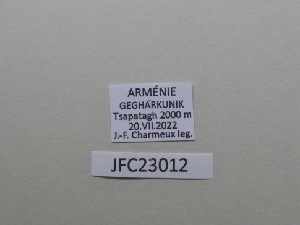 ARMÉNIE
GEGHARKUNIK
Tsapatagh 2000 m
20.VII.2022
J.-F. Charmeux leg.
JFC23012